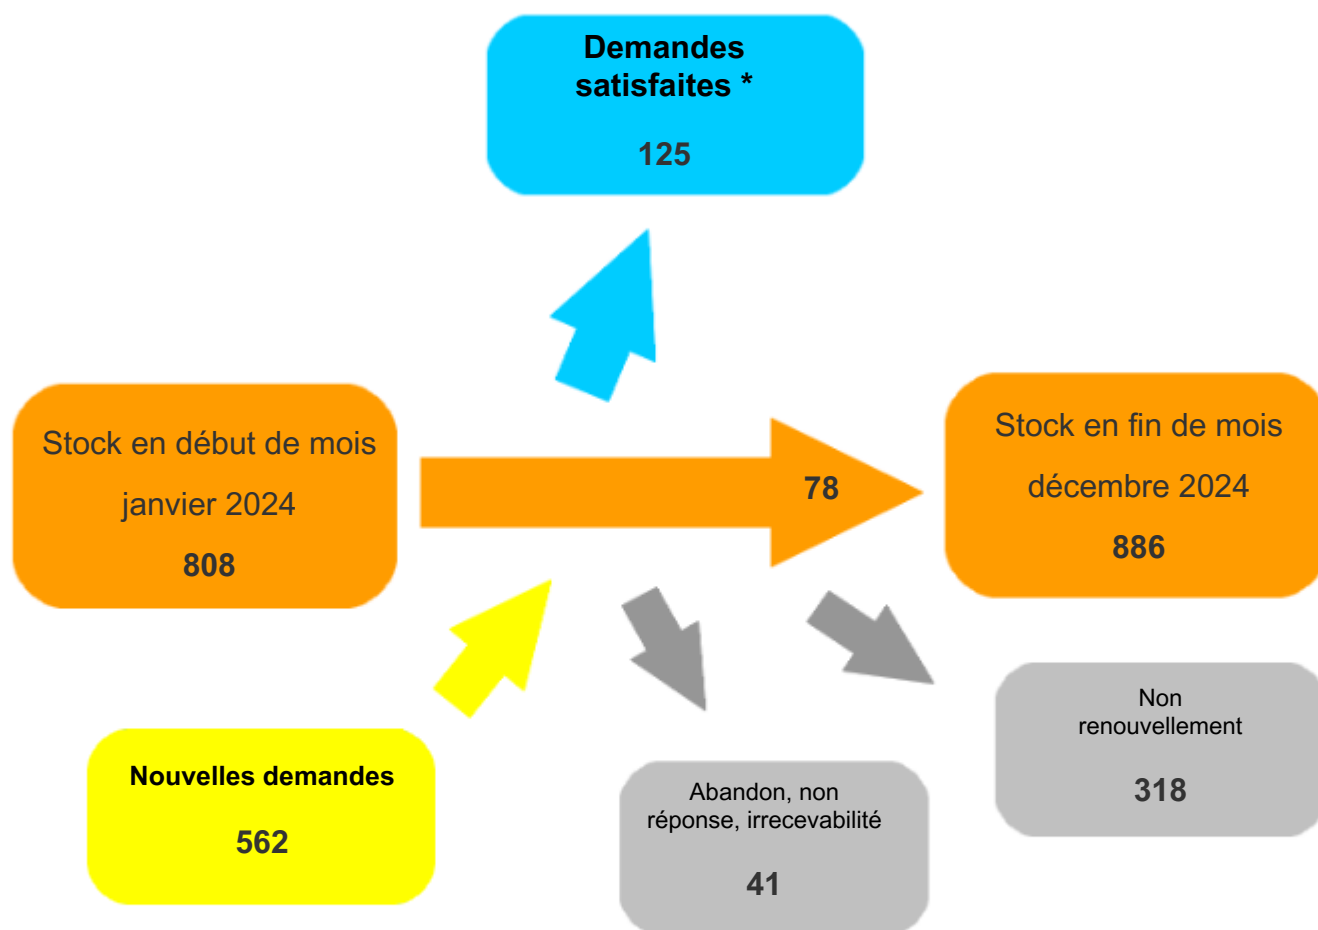 Demandes
satisfaites *
125
Stock en début de mois
janvier 2024
808
78
Stock en fin de mois
décembre 2024
886
Nouvelles demandes
562
Abandon, non
réponse, irrecevabilité
41
Non
renouvellement
318